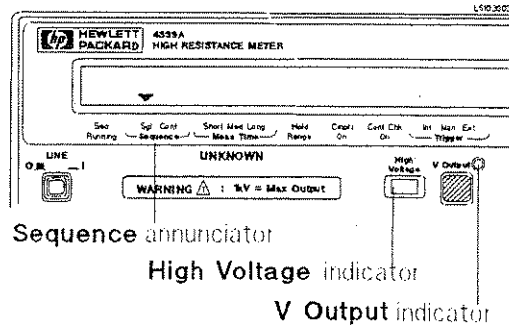 hp HEWLETT PACKARD
4339A
HIGH RESISTANCE METER
Seq Running
Sgl Cont
Sequence
Short Med Long
Meas Time
Hold Range
Cmpr On
Cont Chk On
Int Man Ext
Trigger
LINE
UNKNOWN
High Voltage
V Output
WARNING ⚠ : 1kV = Max Output
Sequence annunciator
High Voltage indicator
V Output indicator